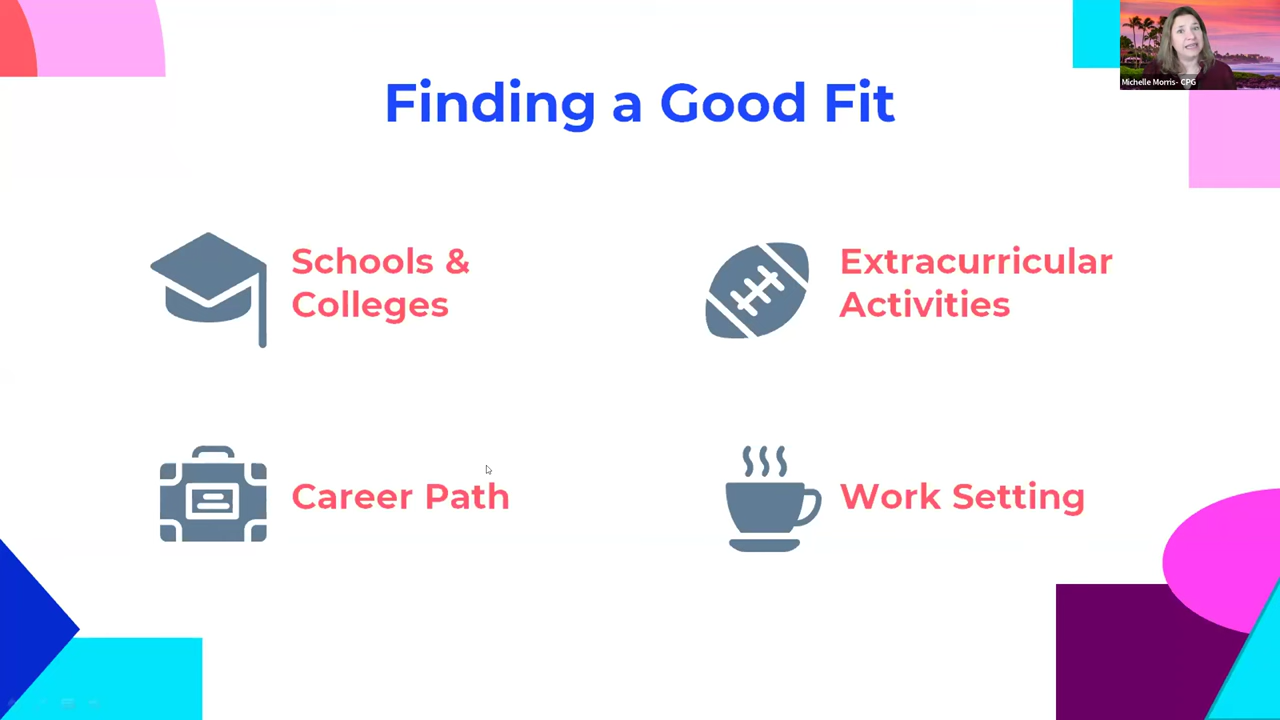 Finding a Good Fit
Michelle Morris- CPG
Schools &
Colleges
Extracurricular
Activities
Career Path
Work Setting